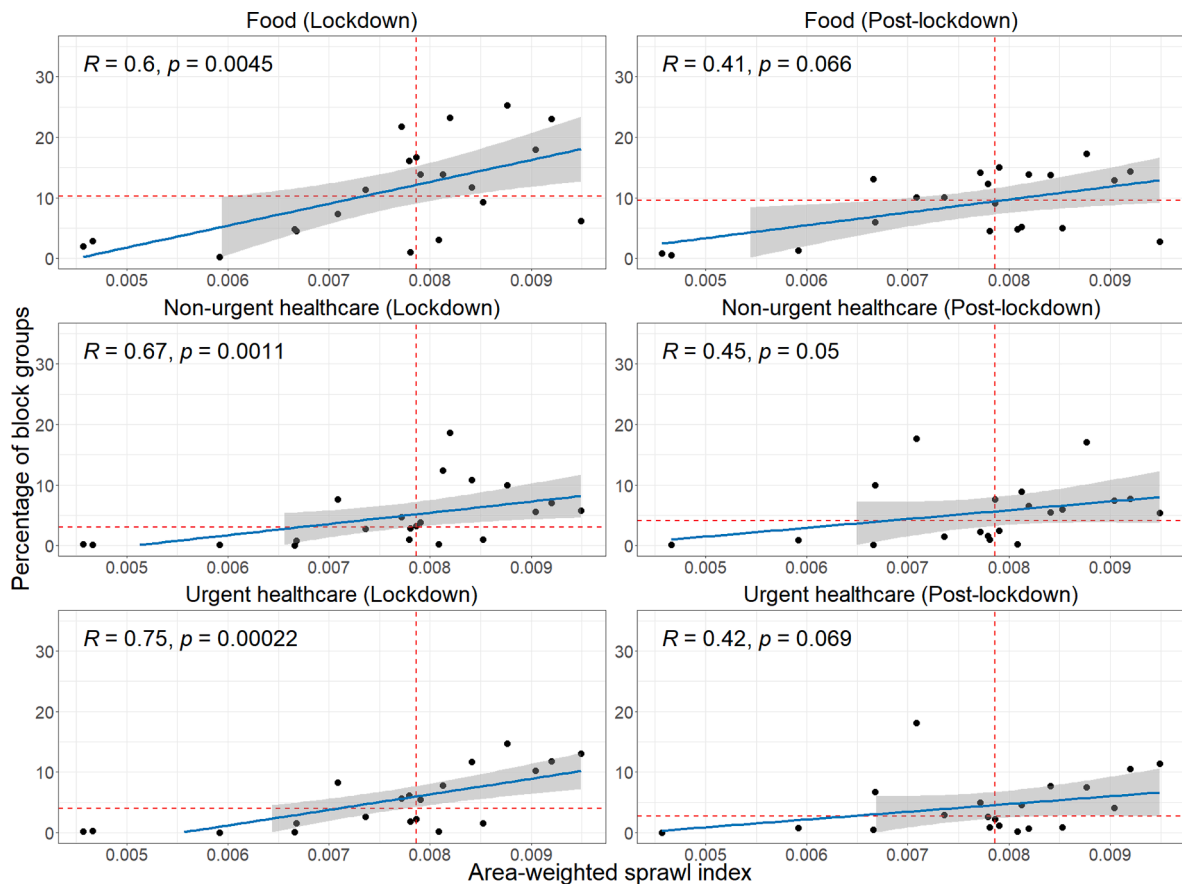 Food (Lockdown)
Food (Post-lockdown)
R = 0.6, p = 0.0045
R = 0.41, p = 0.066
30
20
10
0
30
20
10
0
0.005 0.006 0.007 0.008 0.009
0.005 0.006 0.007 0.008 0.009
Non-urgent healthcare (Lockdown)
Non-urgent healthcare (Post-lockdown)
R = 0.67, p = 0.0011
R = 0.45, p = 0.05
30
20
10
0
30
20
10
0
0.005 0.006 0.007 0.008 0.009
0.005 0.006 0.007 0.008 0.009
Urgent healthcare (Lockdown)
Urgent healthcare (Post-lockdown)
R = 0.75, p = 0.00022
R = 0.42, p = 0.069
30
20
10
0
30
20
10
0
0.005 0.006 0.007 0.008 0.009
0.005 0.006 0.007 0.008 0.009
Percentage of block groups
Area-weighted sprawl index